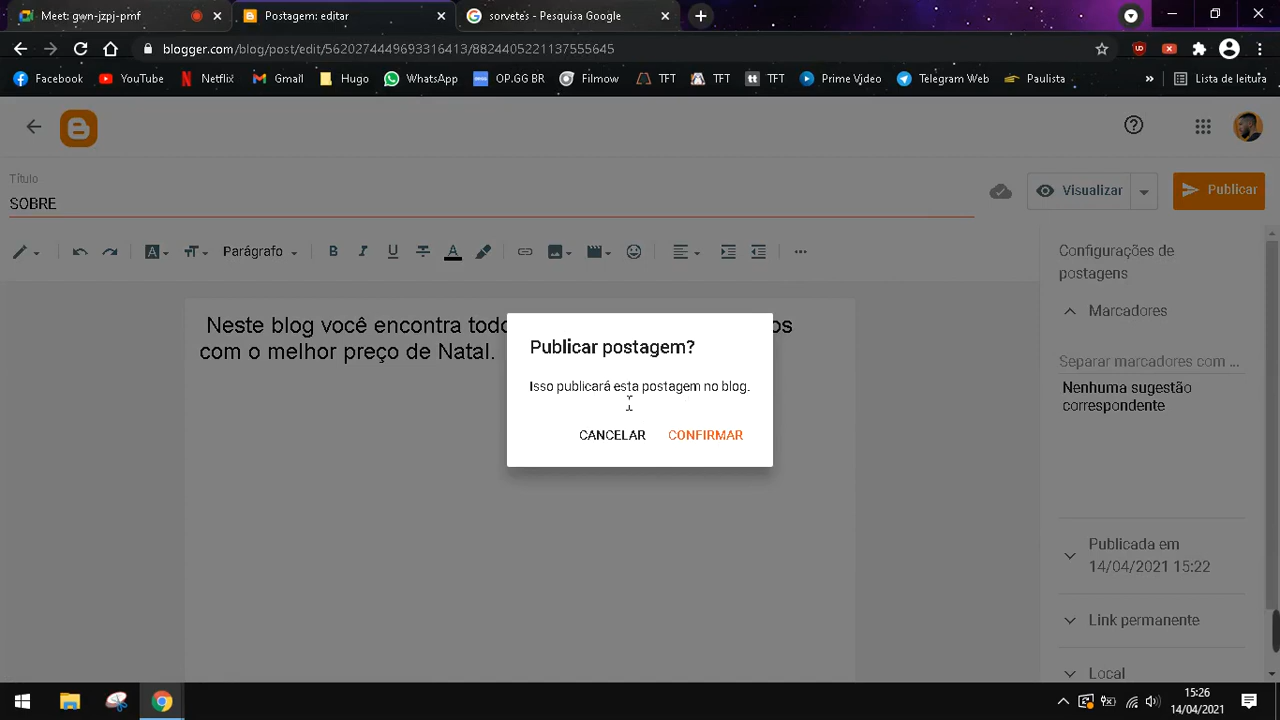 Meet: gwn-jzpj-pmf
Postagem: editar
sorvetes - Pesquisa Google
blogger.com/blog/post/edit/5620274449693316413/8824405221137555645
Facebook
YouTube
Netflix
Gmail
Hugo
WhatsApp
OP.GG BR
Filmow
TFT
TFT
TFT
Prime Video
Telegram Web
Paulista
Lista de leitura
Título
SOBRE
Visualizar
Publicar
Parágrafo
Configurações de
postagens
Marcadores
Separar marcadores com ...
Nenhuma sugestão
correspondente
Neste blog você encontra
com o melhor preço de Natal.
Publicar postagem?
Isso publicará esta postagem no blog.
CANCELAR
CONFIRMAR
Publicada em
14/04/2021 15:22
Link permanente
Local
15:26
14/04/2021